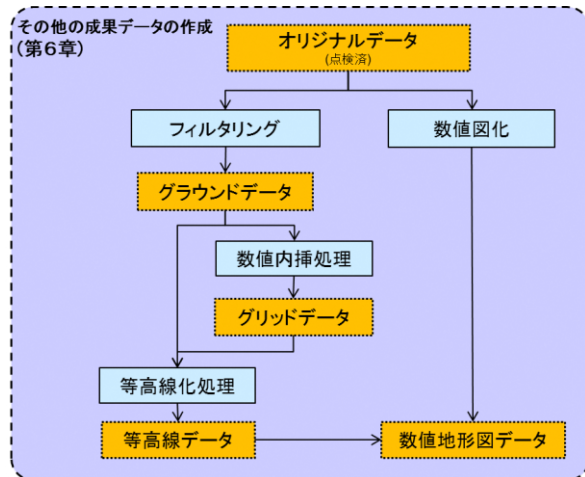 その他の成果データの作成
(第6章)
オリジナルデータ
(点検済)
フィルタリング
数値図化
グラウンドデータ
数値内挿処理
グリッドデータ
等高線化処理
等高線データ
数値地形図データ